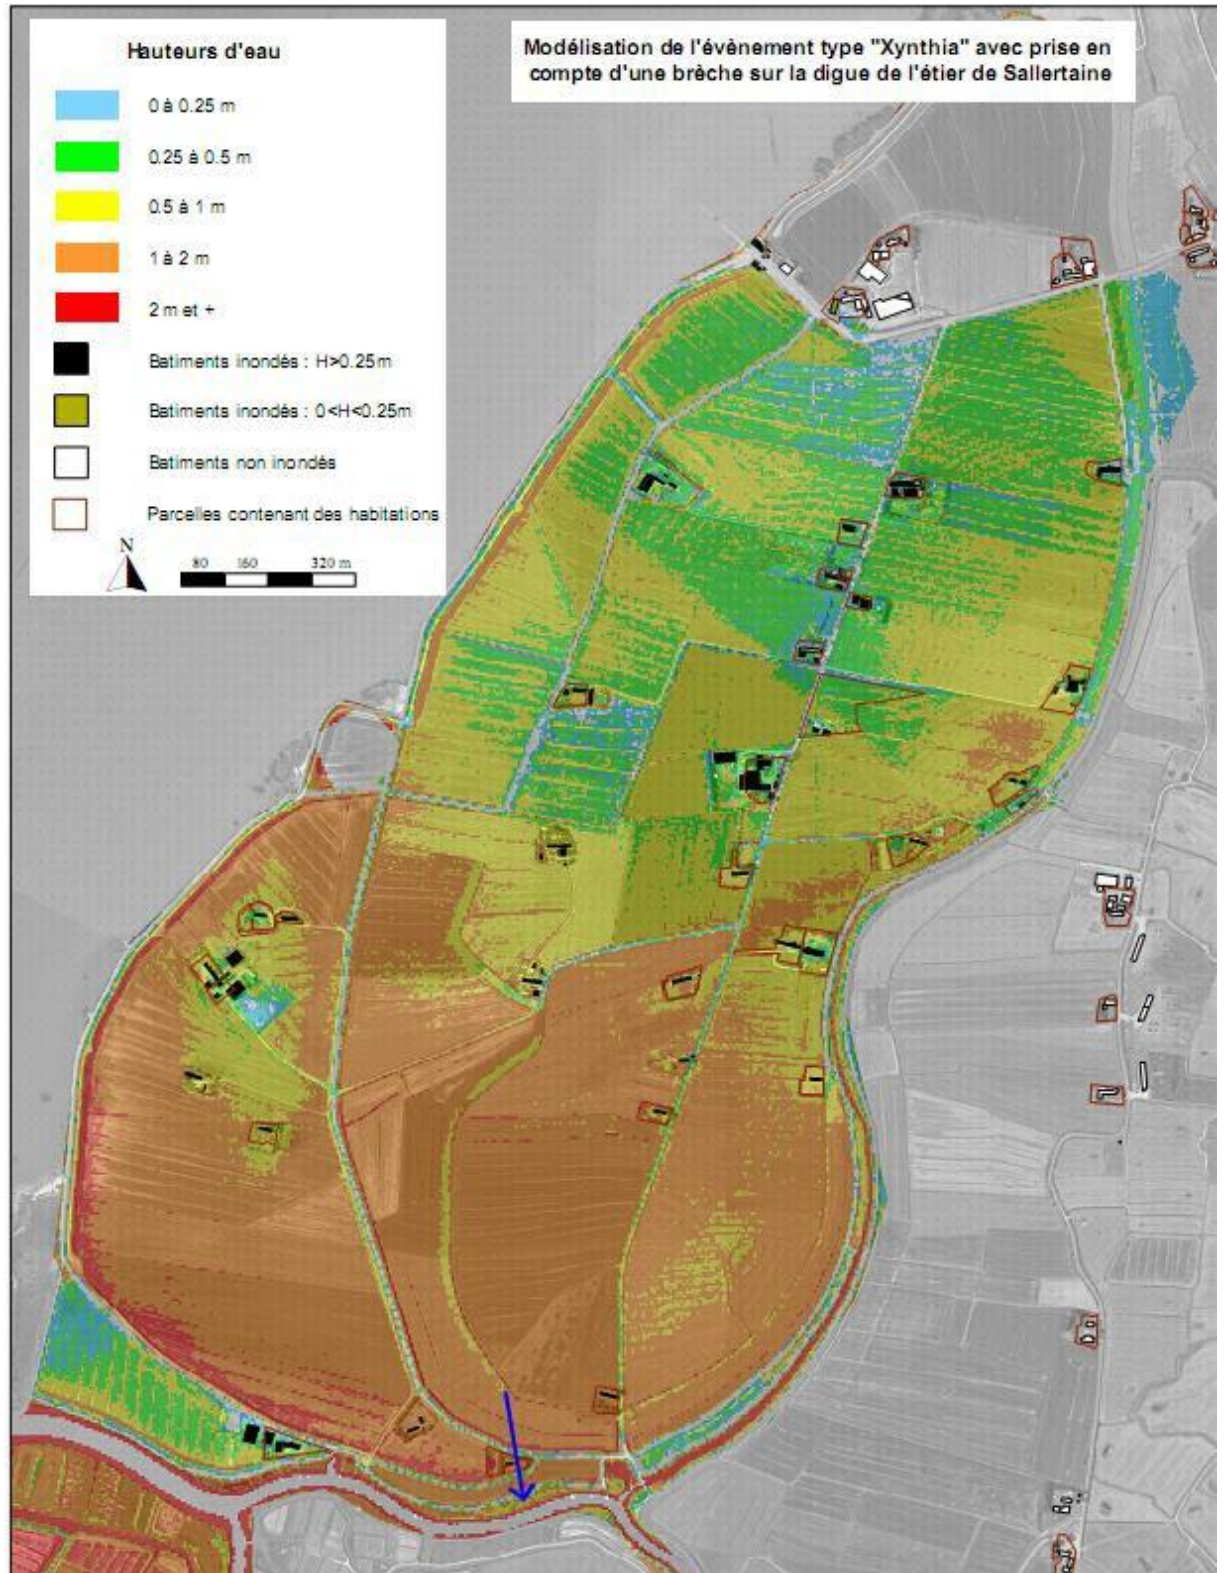 Hauteurs d'eau
0 à 0.25 m
0.25 à 0.5 m
0.5 à 1 m
1 à 2 m
2 m et +
Batiments inondés : H>0.25m
Batiments inondés : 0<H<0.25m
Batiments non inondés
Parcelles contenant des habitations
N
80 160 320 m
Modélisation de l'évènement type "Xynthia" avec prise en
compte d'une brèche sur la digue de l'étier de Sallertaine